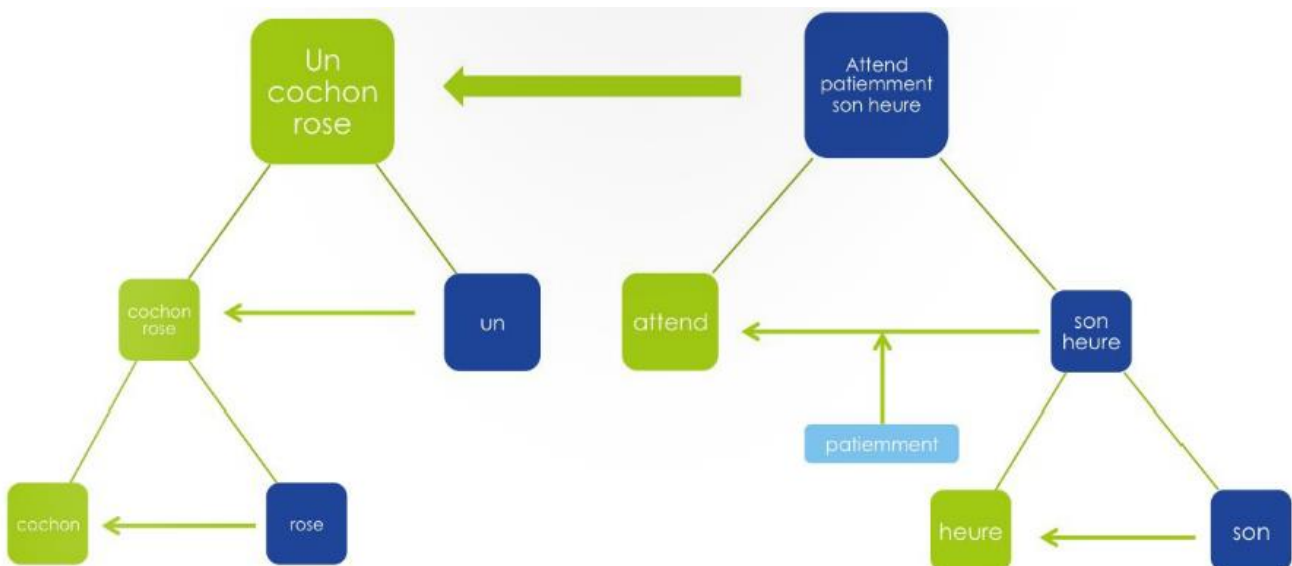 Un
cochon
rose
Attend
patiemment
son heure
cochon
rose
un
attend
son
heure
patiemment
cochon
rose
heure
son